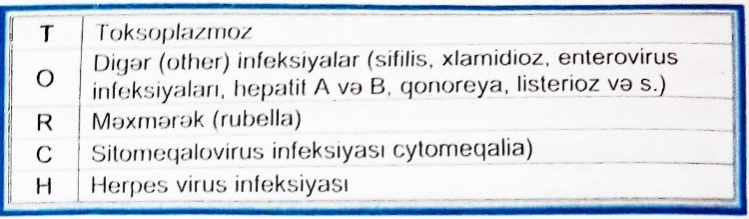 T Toksoplazmoz
O Digər (other) infeksiyalar (sifilis, xlamidioz, enterovirus
infeksiyaları, hepatit A və B, qonoreya, listerioz və s.)
R Məxmərək (rubella)
C Sitomeqalovirus infeksiyası cytomeqalia)
H Herpes virus infeksiyası